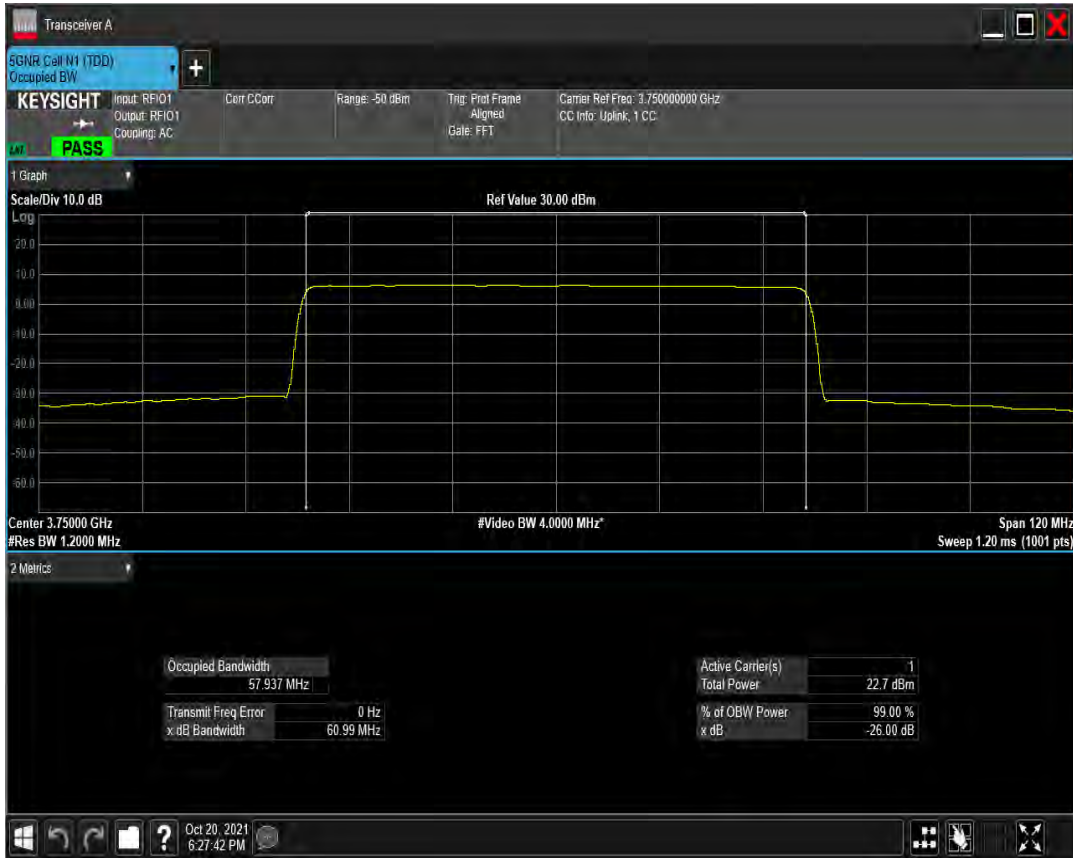 Transceiver A
5GNR Cell N1 (TDD)
Occupied BW
+
KEYSIGHT
Input: RFIO1
Output: RFIO1
Coupling: AC
Corr CCorr
Range: -50 dBm
Trig: Prot Frame
Aligned
Gate: FFT
Carrier Ref Freq: 3.750000000 GHz
CC Info: Uplink, 1 CC
PASS
1 Graph
Scale/Div 10.0 dB
Ref Value 30.00 dBm
Log
20.0
10.0
0.00
-10.0
-20.0
-30.0
-40.0
-50.0
-60.0
Center 3.75000 GHz
#Video BW 4.0000 MHz*
Span 120 MHz
#Res BW 1.2000 MHz
Sweep 1.20 ms (1001 pts)
2 Metrics
Occupied Bandwidth
57.937 MHz
Transmit Freq Error 0 Hz
x dB Bandwidth 60.99 MHz
Active Carrier(s) 1
Total Power 22.7 dBm
% of OBW Power 99.00 %
x dB -26.00 dB
?
Oct 20, 2021
6:27:42 PM